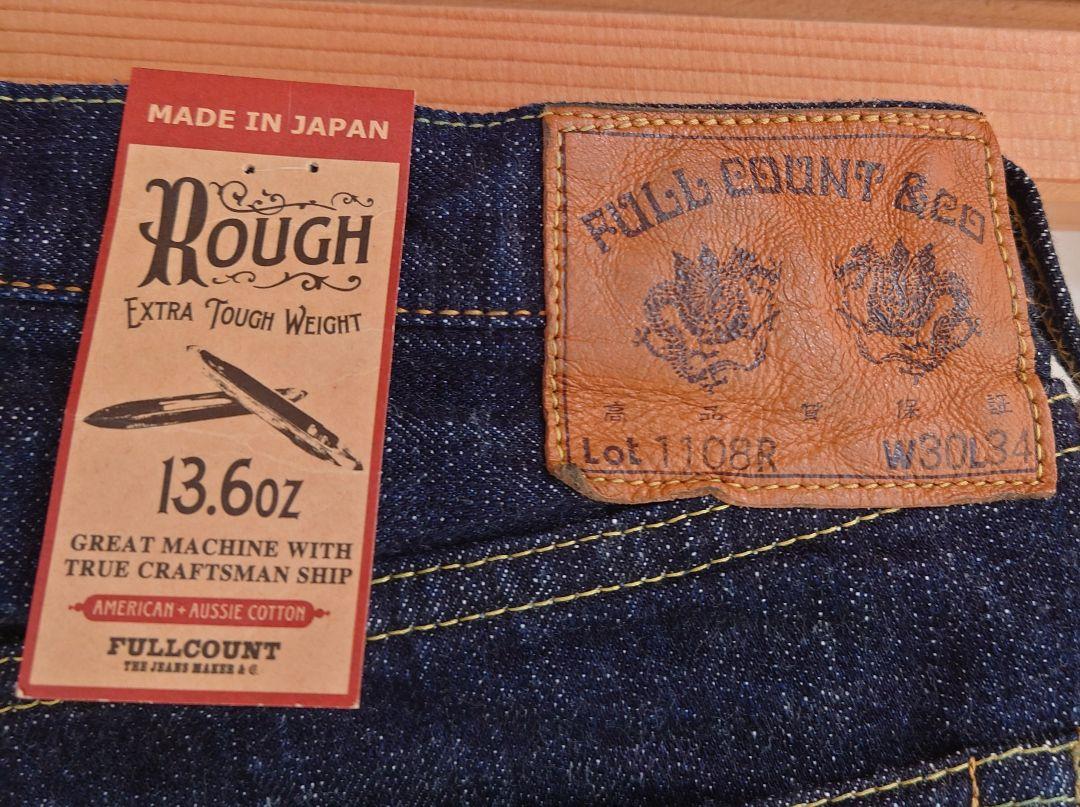 MADE IN JAPAN
ROUGH
EXTRA TOUGH WEIGHT
13.6OZ
GREAT MACHINE WITH
TRUE CRAFTSMAN SHIP
AMERICAN + AUSSIE COTTON
FULLCOUNT
THE JEANS MAKER & C.
FULL COUNT &CO
高品質保証
Lot 1108R W30L34